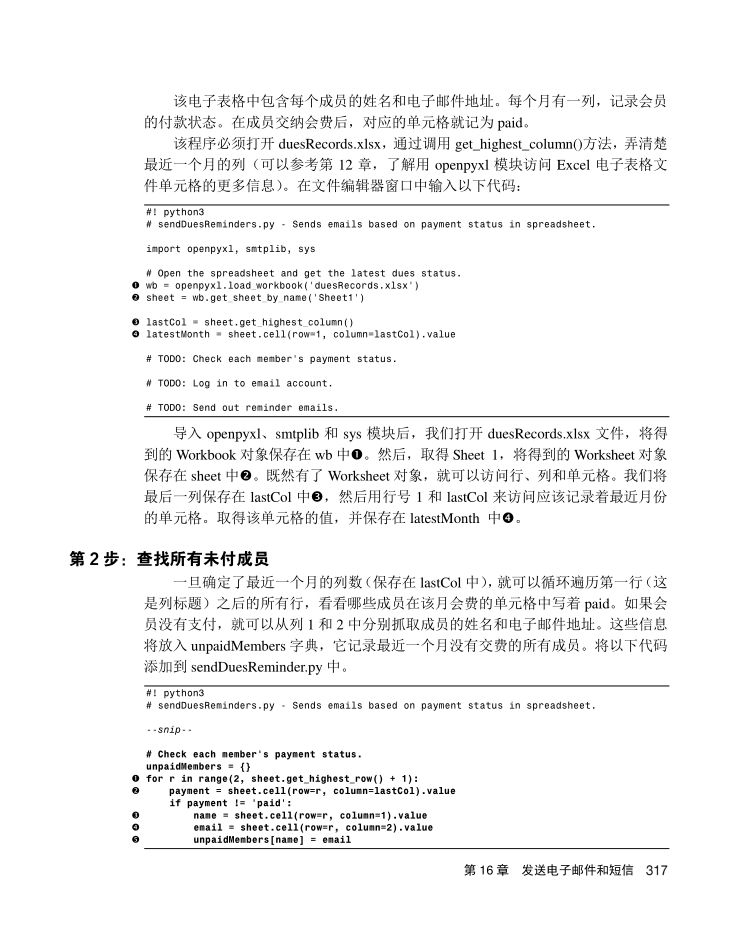 该电子表格中包含每个成员的姓名和电子邮件地址。每个月有一列，记录会员
的付款状态。在成员交纳会费后，对应的单元格就记为 paid。
该程序必须打开 duesRecords.xlsx，通过调用 get_highest_column()方法，弄清楚
最近一个月的列（可以参考第 12 章，了解用 openpyxl 模块访问 Excel 电子表格文
件单元格的更多信息）。在文件编辑器窗口中输入以下代码：
#! python3
# sendDuesReminders.py - Sends emails based on payment status in spreadsheet.
import openpyxl, smtplib, sys
# Open the spreadsheet and get the latest dues status.
❶ wb = openpyxl.load_workbook('duesRecords.xlsx')
❷ sheet = wb.get_sheet_by_name('Sheet1')
❸ lastCol = sheet.get_highest_column()
❹ latestMonth = sheet.cell(row=1, column=lastCol).value
# TODO: Check each member's payment status.
# TODO: Log in to email account.
# TODO: Send out reminder emails.
导入 openpyxl、smtplib 和 sys 模块后，我们打开 duesRecords.xlsx 文件，将得
到的 Workbook 对象保存在 wb 中❶。然后，取得 Sheet 1，将得到的 Worksheet 对象
保存在 sheet 中❷。既然有了 Worksheet 对象，就可以访问行、列和单元格。我们将
最后一列保存在 lastCol 中❸，然后用行号 1 和 lastCol 来访问应该记录着最近月份
的单元格。取得该单元格的值，并保存在 latestMonth 中❹。
第 2 步：查找所有未付成员
一旦确定了最近一个月的列数（保存在 lastCol 中），就可以循环遍历第一行（这
是列标题）之后的所有行，看看哪些成员在该月会费的单元格中写着 paid。如果会
员没有支付，就可以从列 1 和 2 中分别抓取成员的姓名和电子邮件地址。这些信息
将放入 unpaidMembers 字典，它记录最近一个月没有交费的所有成员。将以下代码
添加到 sendDuesReminder.py 中。
#! python3
# sendDuesReminders.py - Sends emails based on payment status in spreadsheet.
--snip--
# Check each member's payment status.
unpaidMembers = {}
❶ for r in range(2, sheet.get_highest_row() + 1):
❷ payment = sheet.cell(row=r, column=lastCol).value
if payment != 'paid':
❸ name = sheet.cell(row=r, column=1).value
❹ email = sheet.cell(row=r, column=2).value
❺ unpaidMembers[name] = email
第 16 章 发送电子邮件和短信 317